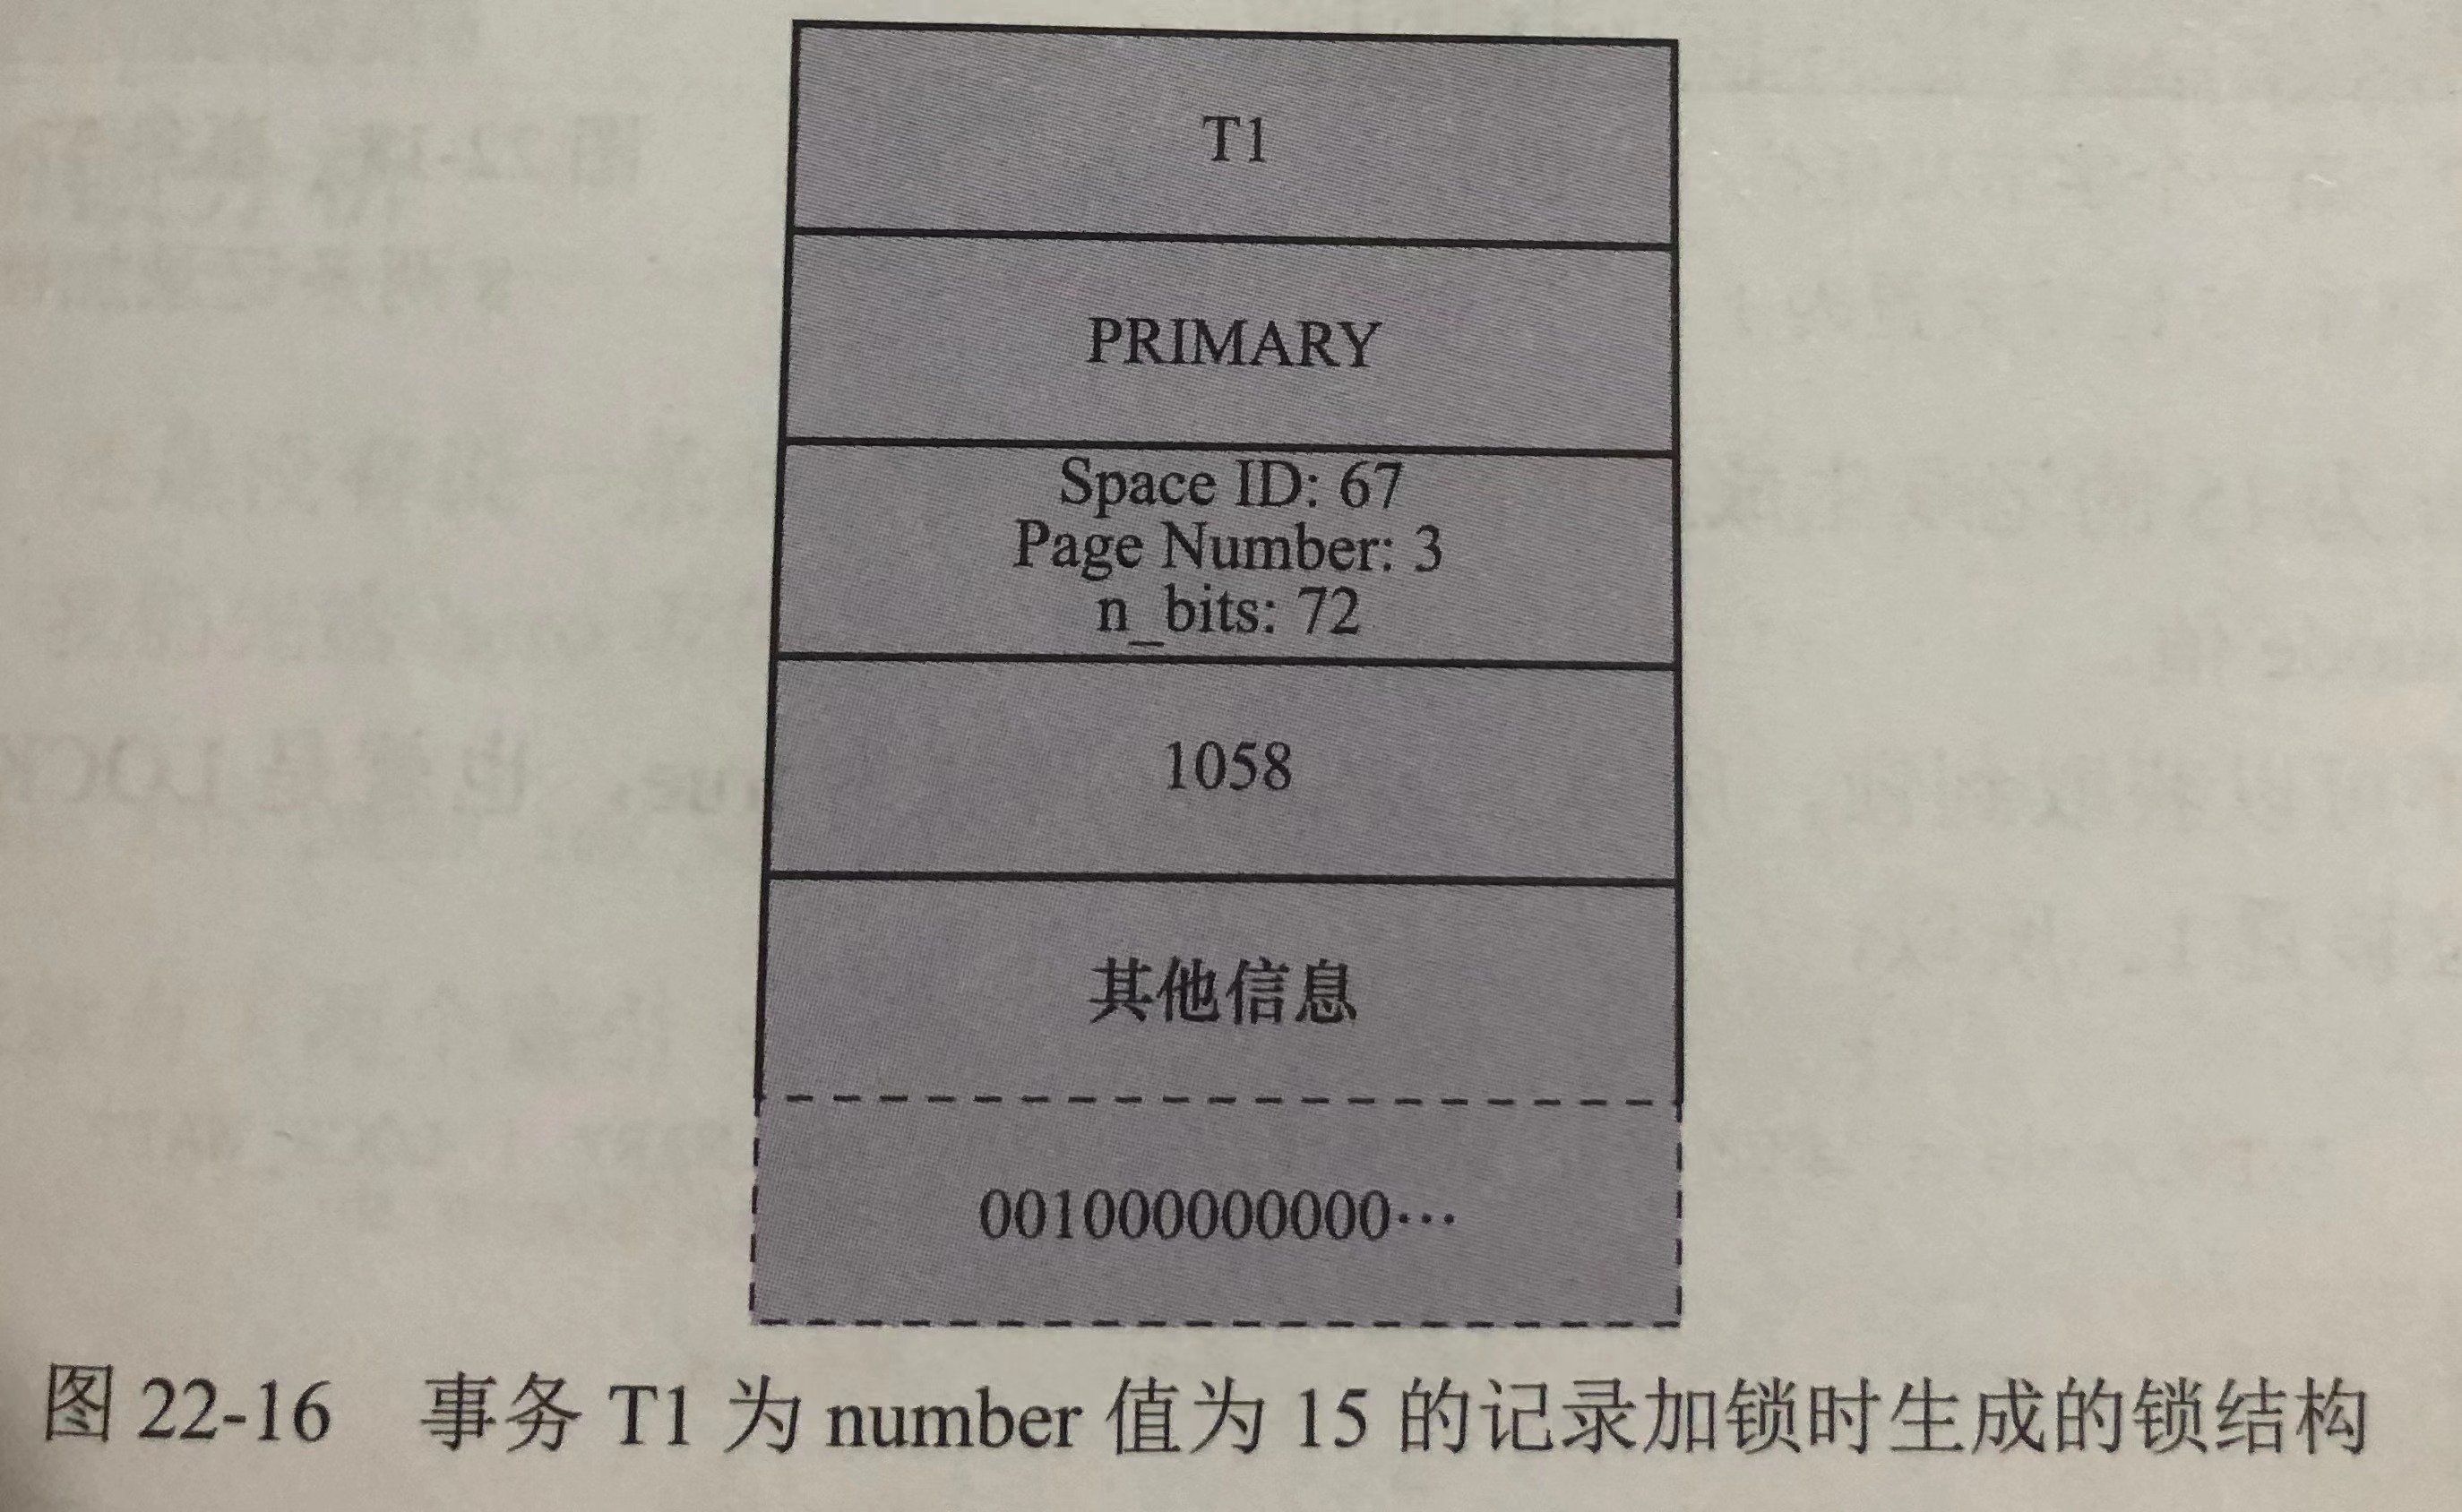 T1
PRIMARY
Space ID: 67
Page Number: 3
n_bits: 72
1058
其他信息
001000000000···
图 22-16 事务 T1 为 number 值为 15 的记录加锁时生成的锁结构